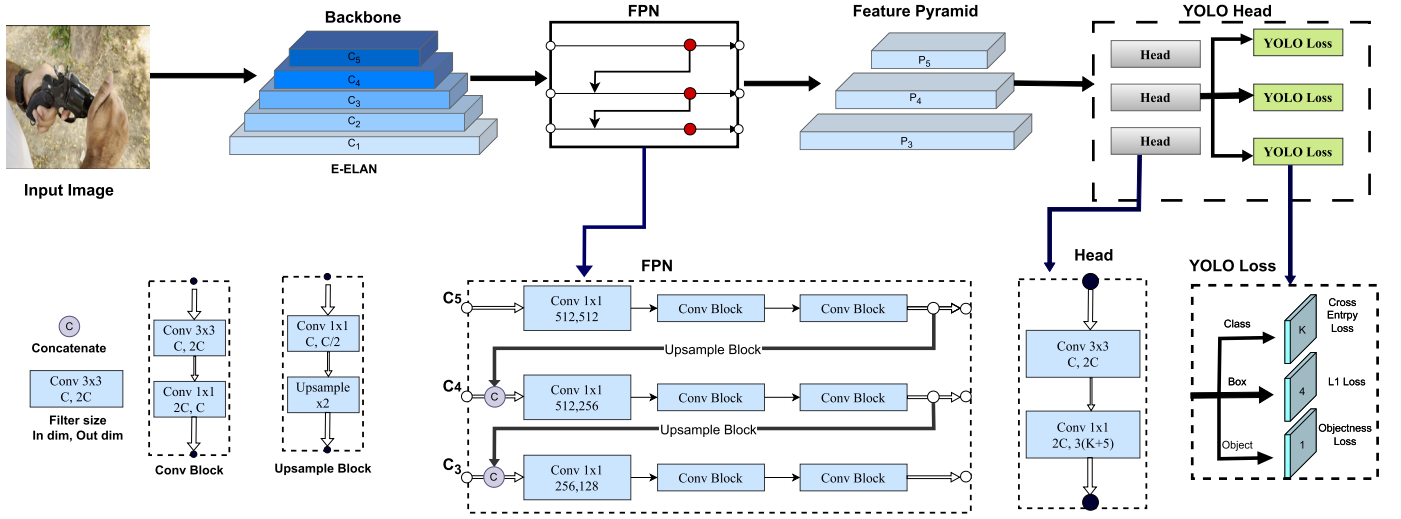 Backbone
FPN
Feature Pyramid
YOLO Head
C5
C4
C3
C2
C1
E-ELAN
Input Image
P5
P4
P3
Head
Head
Head
YOLO Loss
YOLO Loss
YOLO Loss
C
Concatenate
Conv 3x3
C, 2C
Filter size
In dim, Out dim
Conv 3x3
C, 2C
Conv 1x1
2C, C
Conv Block
Conv 1x1
C, C/2
Upsample
x2
Upsample Block
FPN
C5
Conv 1x1
512,512
Conv Block
Conv Block
Upsample Block
C4
C
Conv 1x1
512,256
Conv Block
Conv Block
Upsample Block
C3
C
Conv 1x1
256,128
Conv Block
Conv Block
Head
Conv 3x3
C, 2C
Conv 1x1
2C, 3(K+5)
YOLO Loss
Class
K
Cross
Entrpy
Loss
Box
4
L1 Loss
Object
1
Objectness
Loss